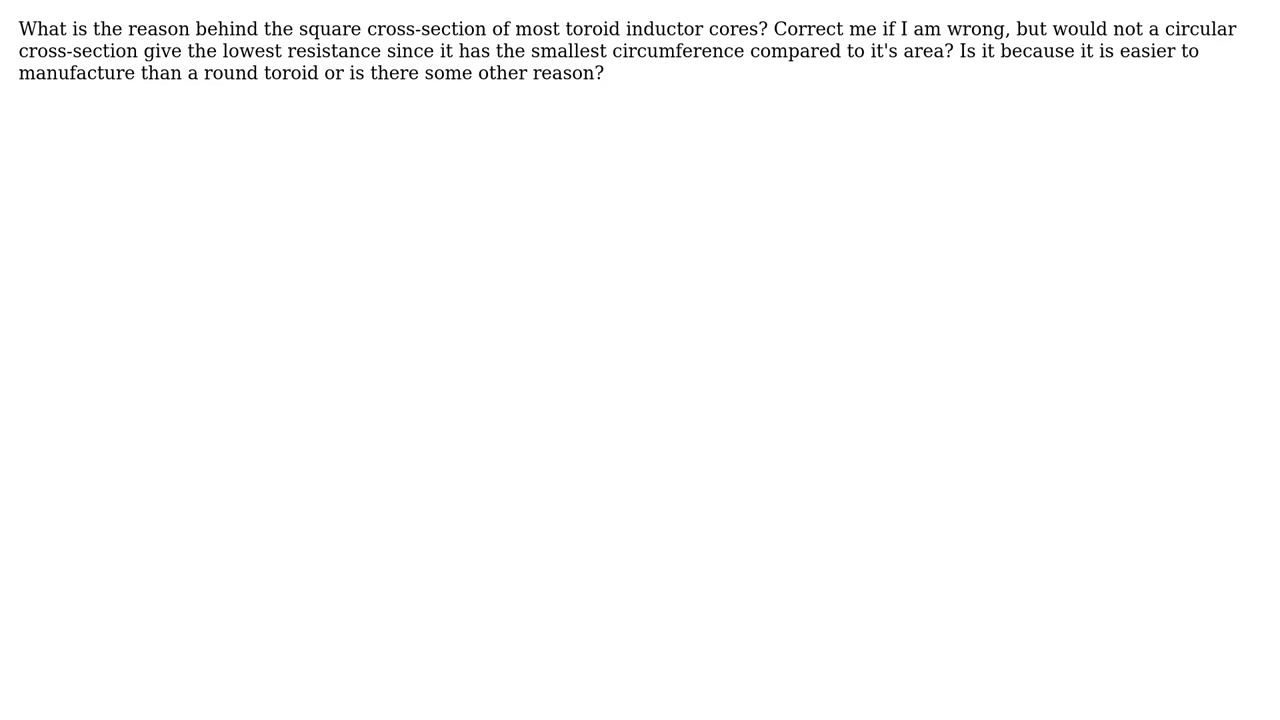 What is the reason behind the square cross-section of most toroid inductor cores? Correct me if I am wrong, but would not a circular
cross-section give the lowest resistance since it has the smallest circumference compared to it's area? Is it because it is easier to
manufacture than a round toroid or is there some other reason?